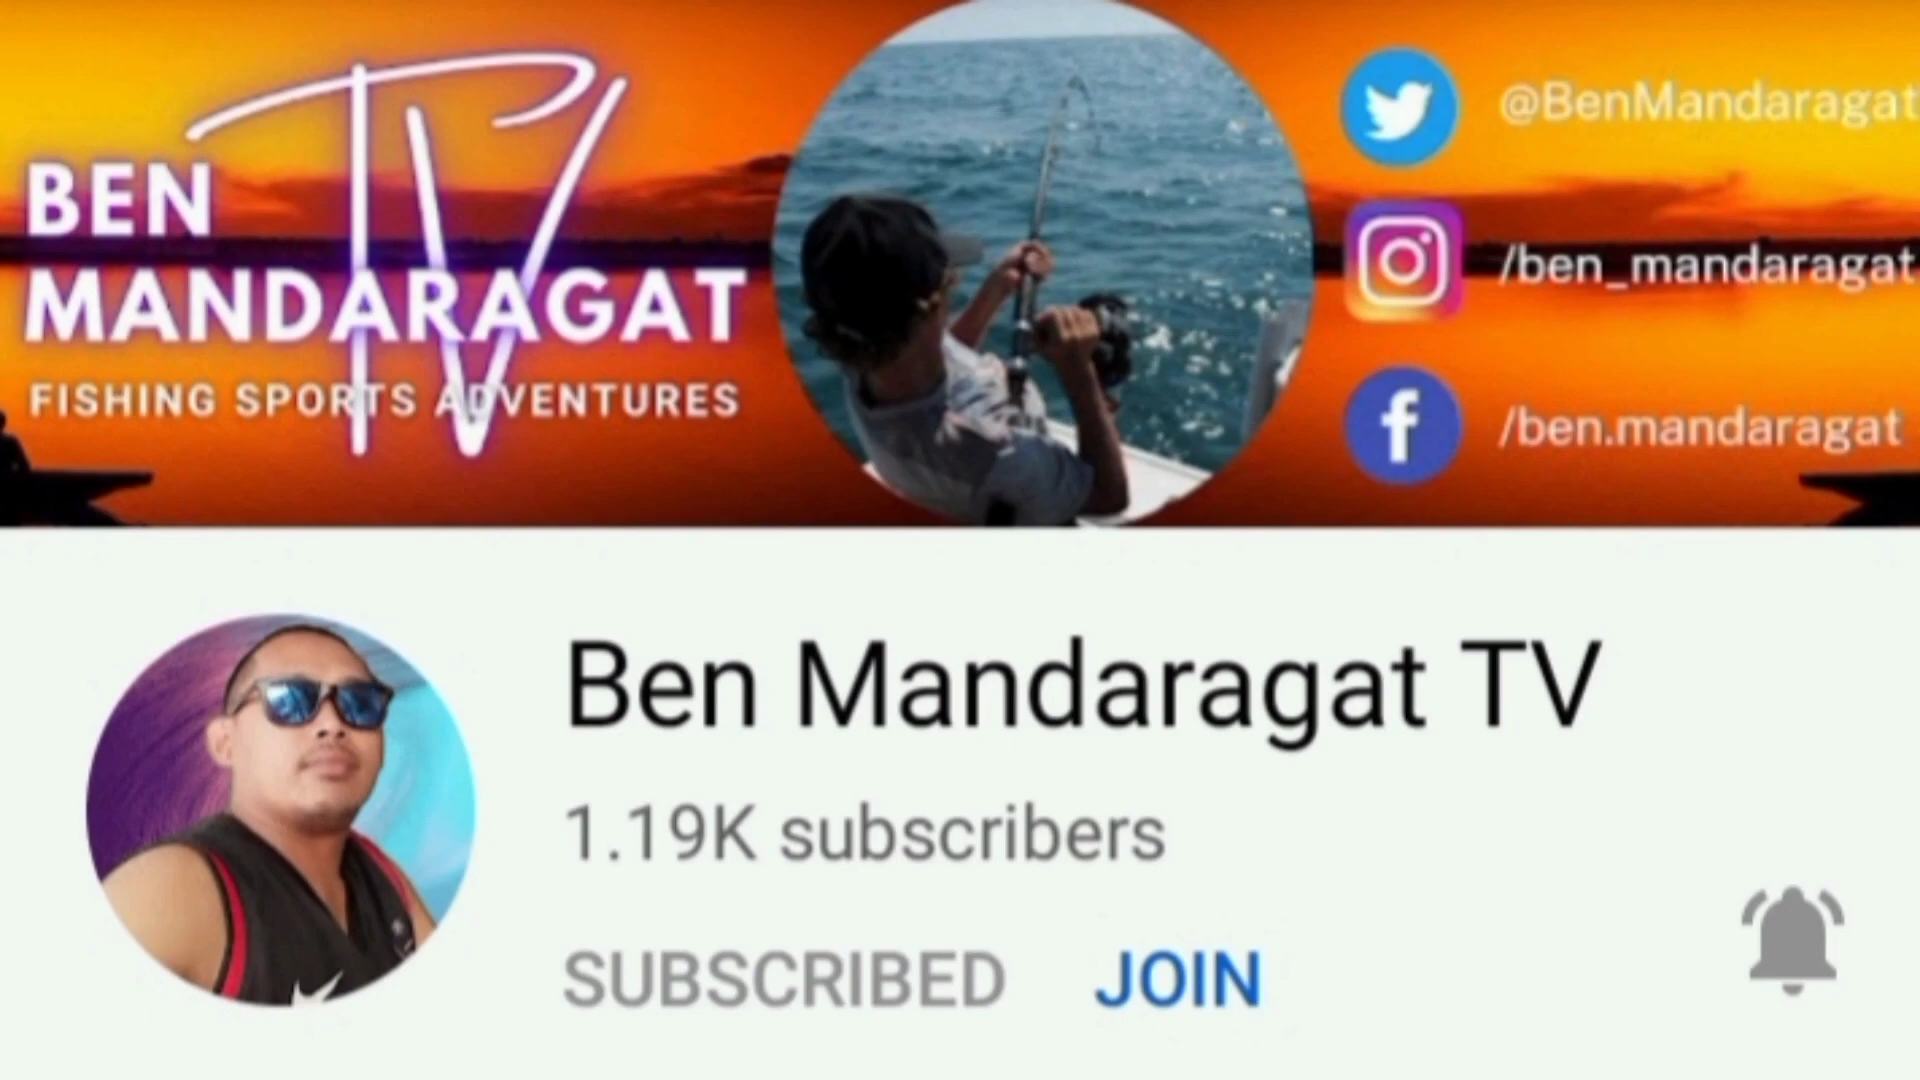 TV
BEN
MANDARAGAT
FISHING SPORTS ADVENTURES
@BenMandaragat
/ben_mandaragat
/ben.mandaragat
Ben Mandaragat TV
1.19K subscribers
SUBSCRIBED JOIN